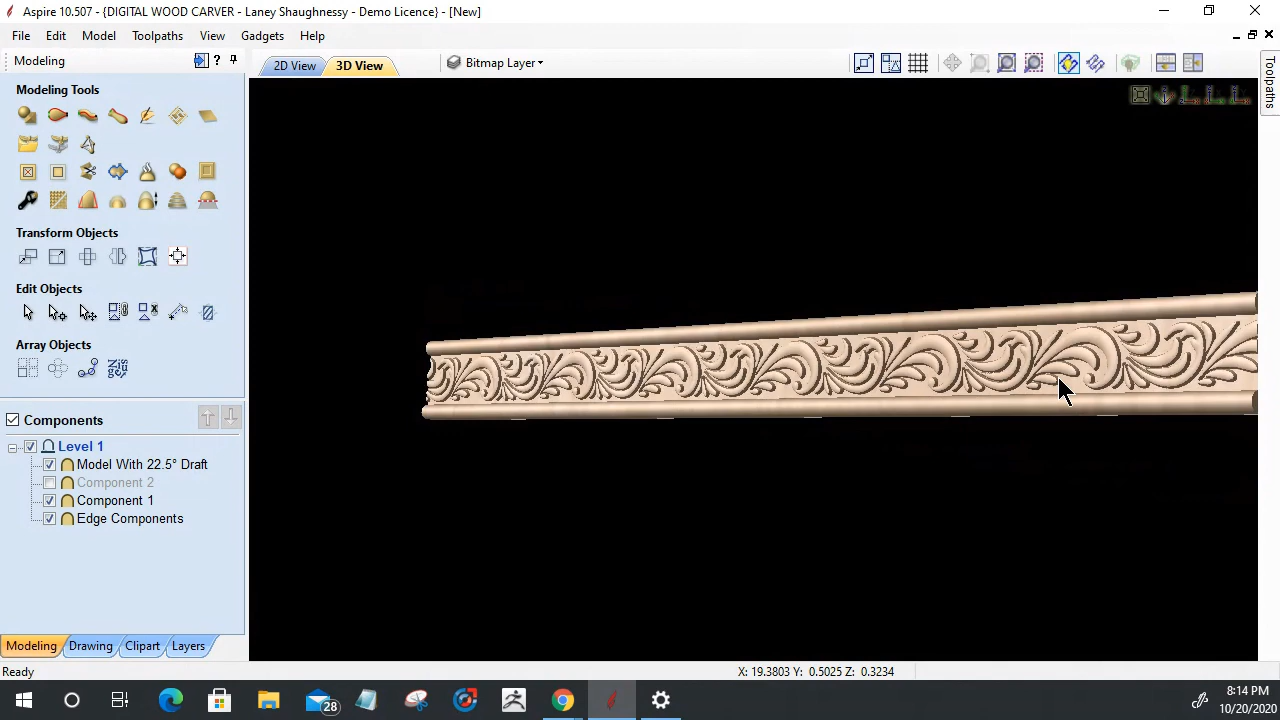 Aspire 10.507 - {DIGITAL WOOD CARVER - Laney Shaughnessy - Demo Licence} - [New]
File Edit Model Toolpaths View Gadgets Help
Modeling
?
2D View 3D View Bitmap Layer
Toolpaths
Modeling Tools
Transform Objects
Edit Objects
Array Objects
Components
Level 1
Model With 22.5° Draft
Component 2
Component 1
Edge Components
Modeling Drawing Clipart Layers
Ready
X: 19.3803 Y: 0.5025 Z: 0.3234
28
8:14 PM
10/20/2020